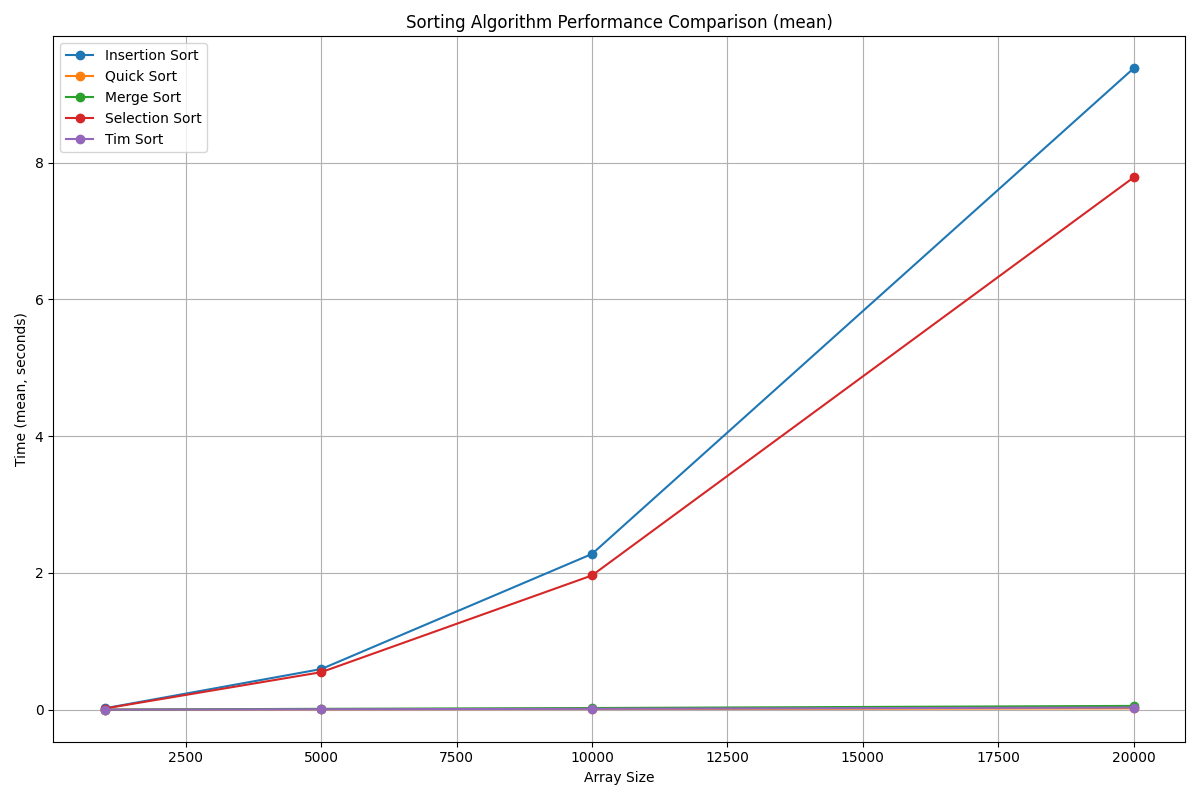 Sorting Algorithm Performance Comparison (mean)
Insertion Sort
Quick Sort
Merge Sort
Selection Sort
Tim Sort
Time (mean, seconds)
8
6
4
2
0
2500 5000 7500 10000 12500 15000 17500 20000
Array Size